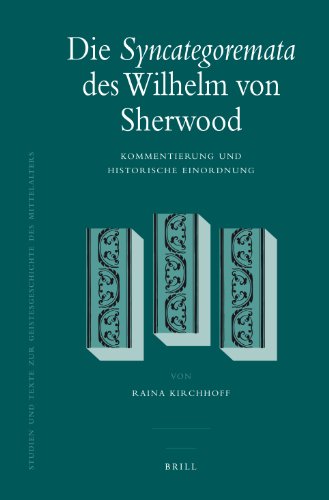 Die Syncategoremata
des Wilhelm von
Sherwood
KOMMENTIERUNG UND
HISTORISCHE EINORDNUNG
VON
RAINA KIRCHHOFF
BRILL
STUDIEN UND TEXTE ZUR GEISTESGESCHICHTE DES MITTELALTERS